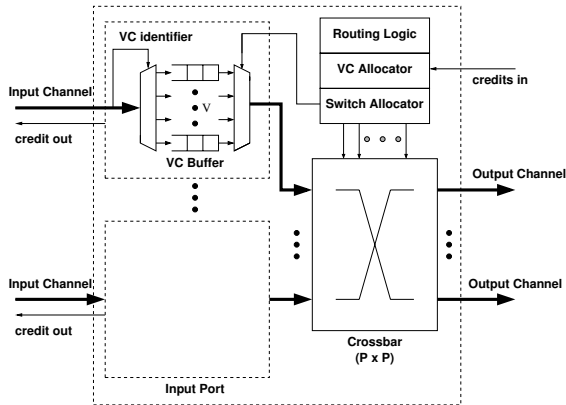 VC identifier
Routing Logic
VC Allocator
Switch Allocator
credits in
Input Channel
credit out
V
VC Buffer
Output Channel
Input Channel
credit out
Output Channel
Crossbar
(P x P)
Input Port